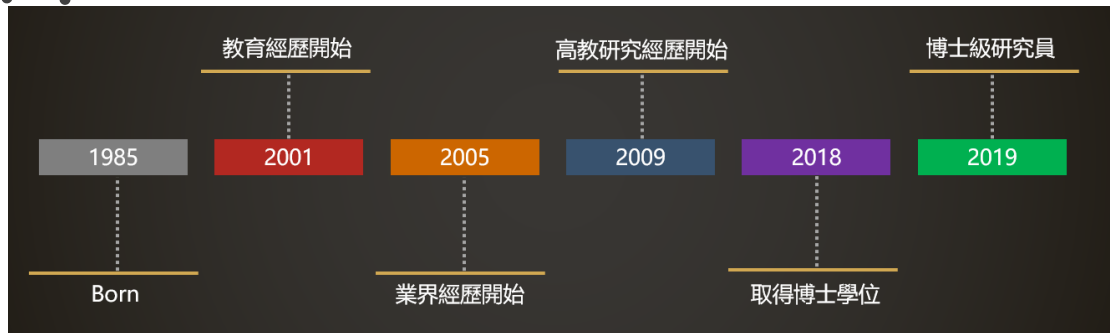 教育經歷開始
高教研究經歷開始
博士級研究員
1985
2001
2005
2009
2018
2019
Born
業界經歷開始
取得博士學位